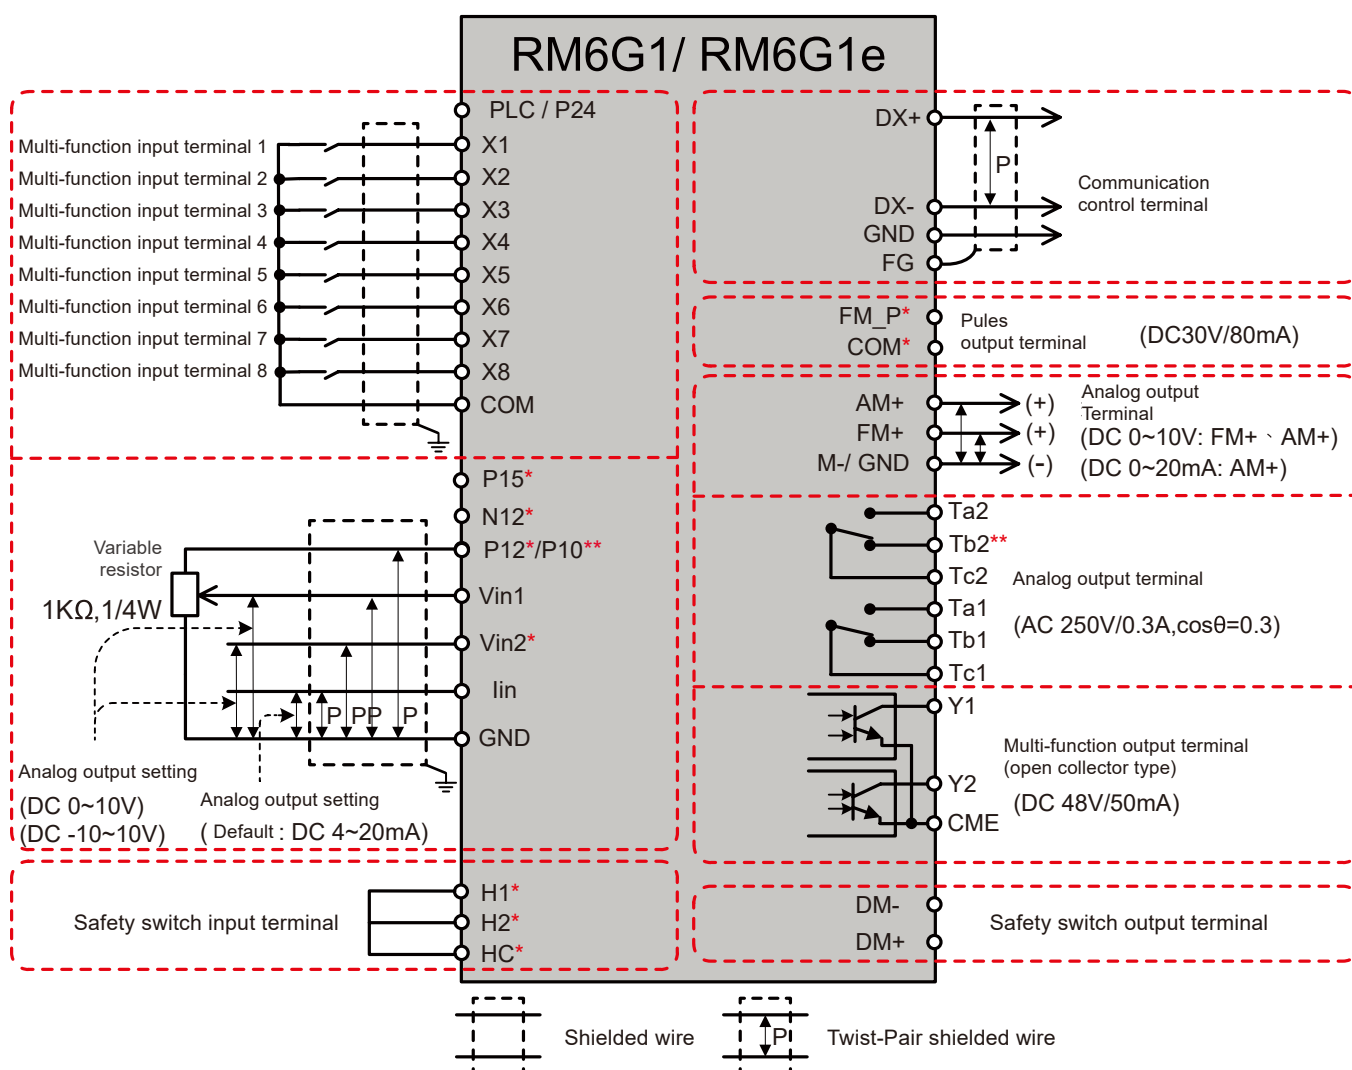 RM6G1/ RM6G1e
PLC / P24
Multi-function input terminal 1
X1
Multi-function input terminal 2
X2
Multi-function input terminal 3
X3
Multi-function input terminal 4
X4
Multi-function input terminal 5
X5
Multi-function input terminal 6
X6
Multi-function input terminal 7
X7
Multi-function input terminal 8
X8
COM
P15*
N12*
P12*/P10**
Variable
resistor
1KΩ,1/4W
Vin1
Vin2*
Iin
P PP P
GND
Analog output setting
(DC 0~10V)
(DC -10~10V)
Analog output setting
( Default : DC 4~20mA)
Safety switch input terminal
H1*
H2*
HC*
DX+
P
DX-
GND
FG
Communication
control terminal
FM_P*
COM*
Pules
output terminal
(DC30V/80mA)
AM+
FM+
M-/ GND
(+)
(+)
(-)
Analog output
Terminal
(DC 0~10V: FM+、AM+)
(DC 0~20mA: AM+)
Ta2
Tb2**
Tc2
Ta1
Tb1
Tc1
Analog output terminal
(AC 250V/0.3A,cosθ=0.3)
Y1
Y2
CME
Multi-function output terminal
(open collector type)
(DC 48V/50mA)
DM-
DM+
Safety switch output terminal
Shielded wire
P
Twist-Pair shielded wire